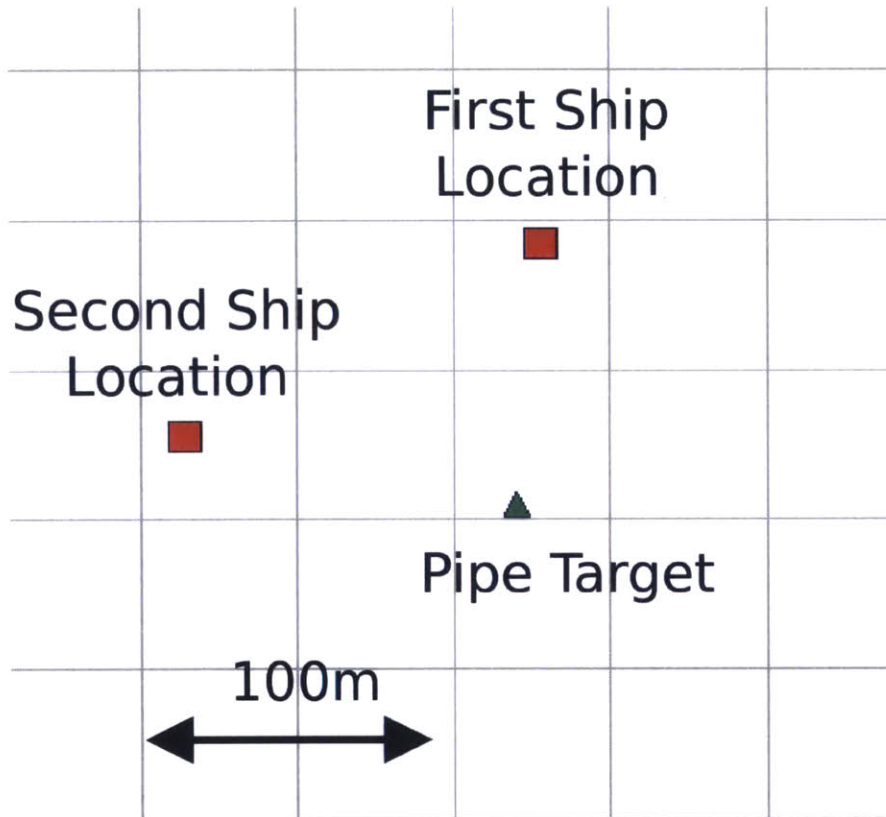 First Ship
Location
Second Ship
Location
Pipe Target
100m